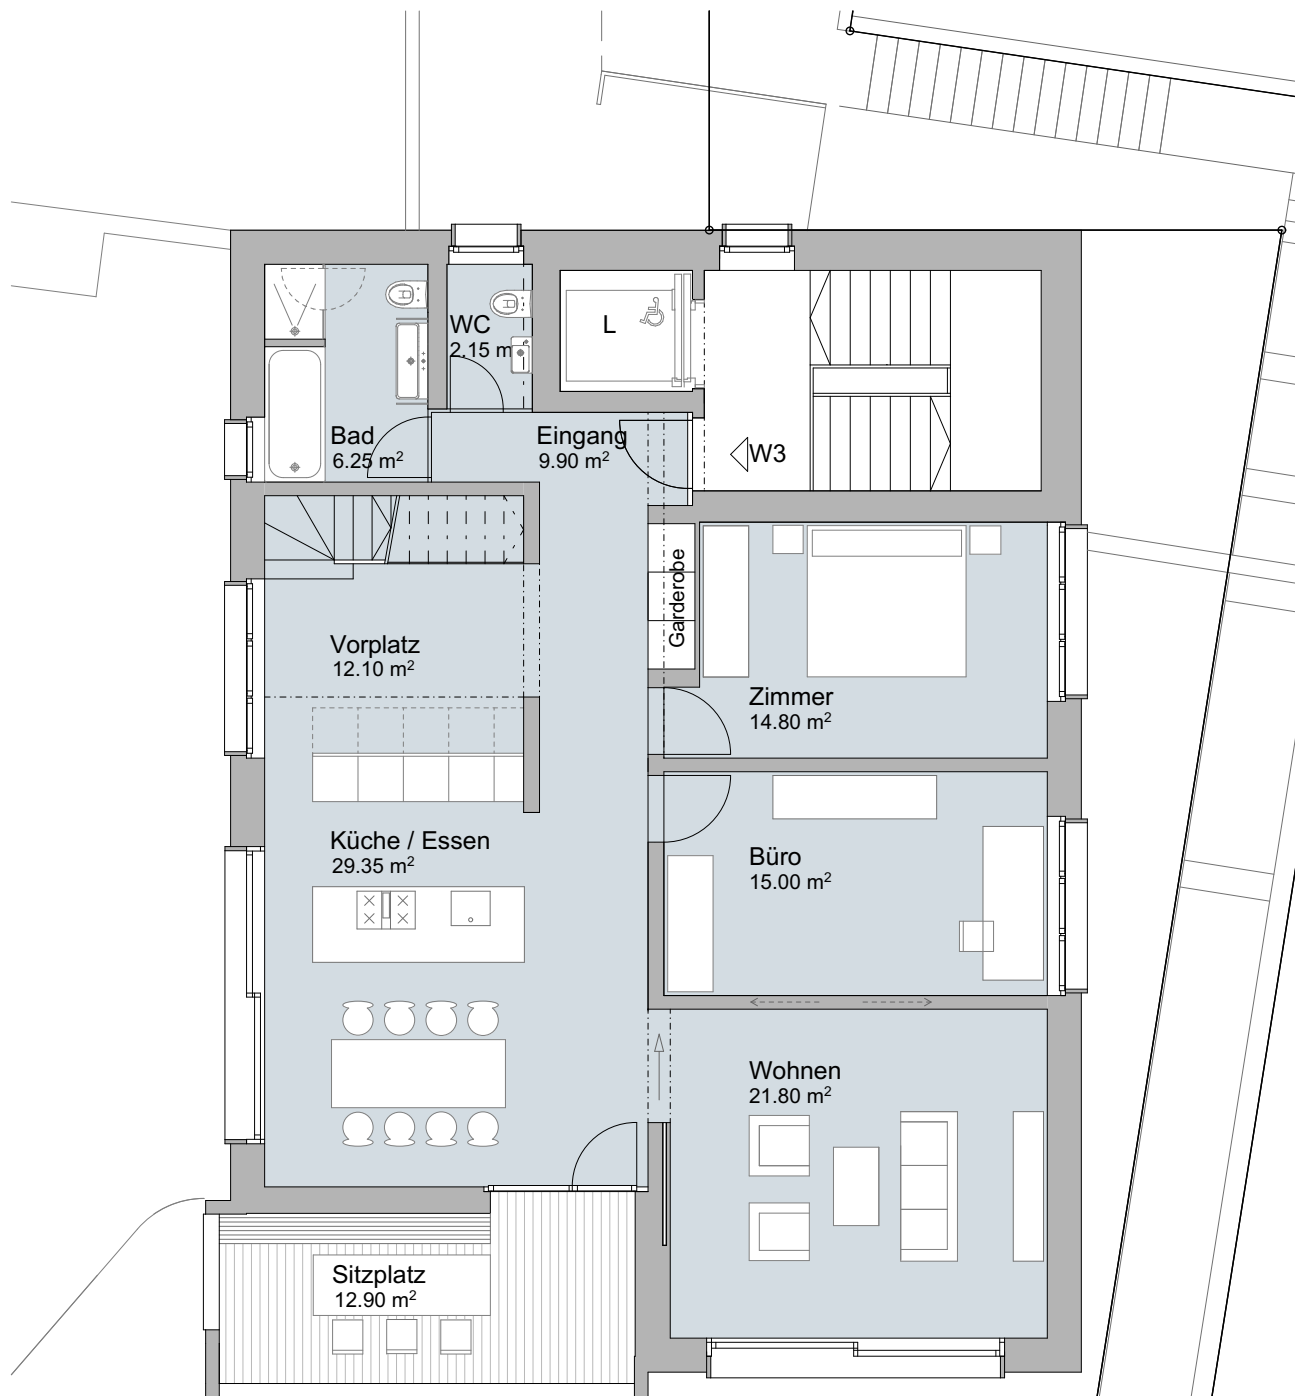 WC
2.15 m
L
Bad
6.25 m²
Eingang
9.90 m²
W3
Garderobe
Vorplatz
12.10 m²
Zimmer
14.80 m²
Küche / Essen
29.35 m²
Büro
15.00 m²
Wohnen
21.80 m²
Sitzplatz
12.90 m²